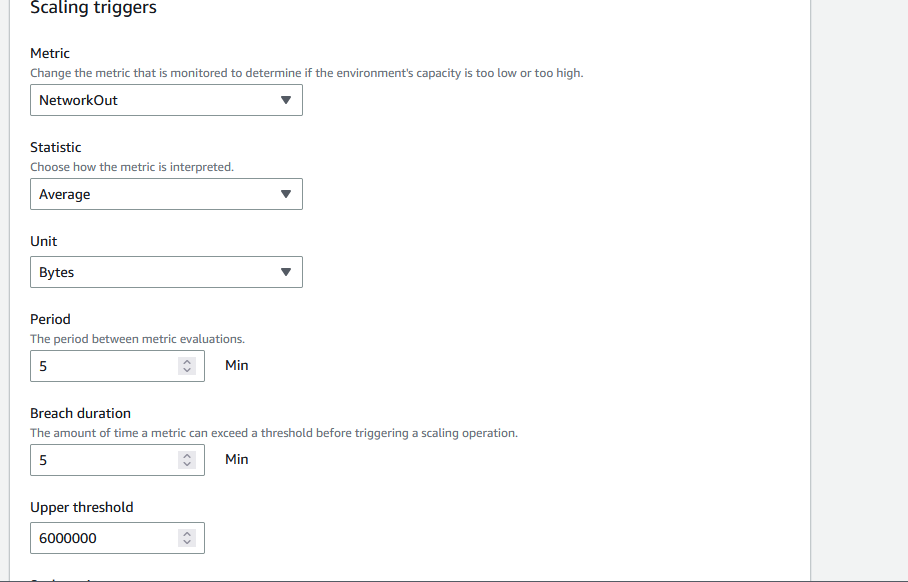 Scaling triggers
Metric
Change the metric that is monitored to determine if the environment's capacity is too low or too high.
NetworkOut
Statistic
Choose how the metric is interpreted.
Average
Unit
Bytes
Period
The period between metric evaluations.
5 Min
Breach duration
The amount of time a metric can exceed a threshold before triggering a scaling operation.
5 Min
Upper threshold
6000000